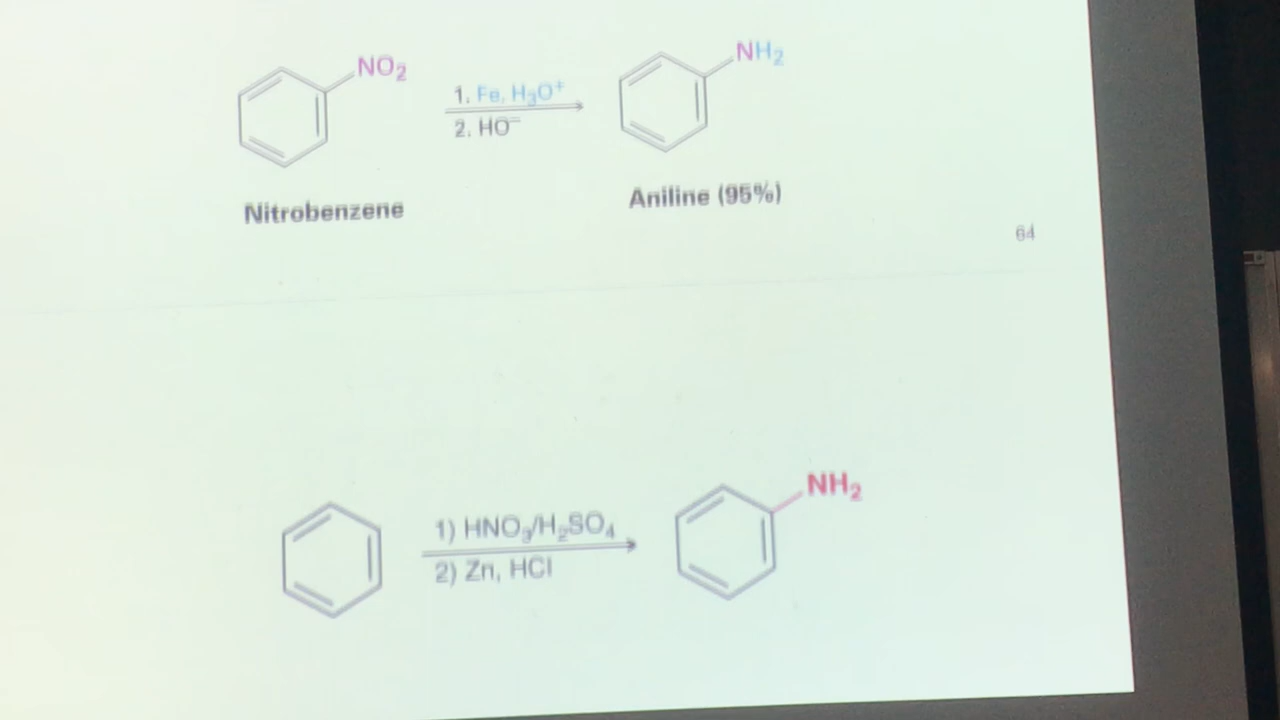 NO₂
NH₂
1. Fe, H₃O⁺
2. HO⁻
Nitrobenzene
Aniline (95%)
64
NH₂
1) HNO₃/H₂SO₄
2) Zn, HCl